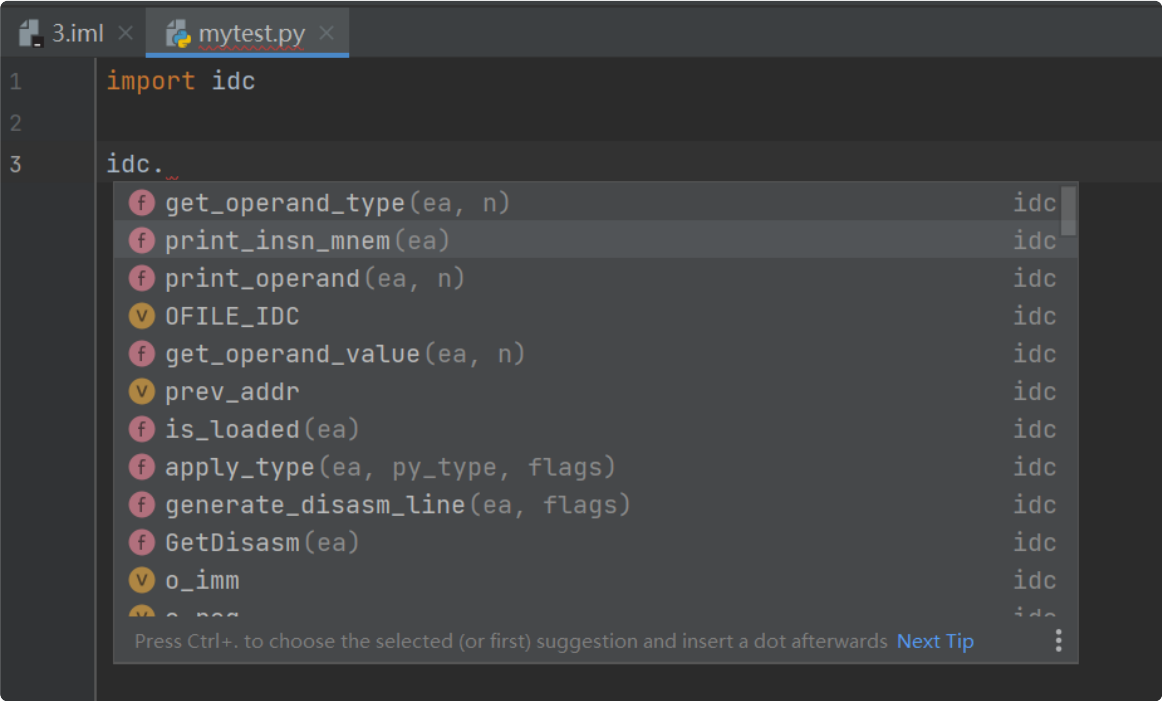 3.iml mytest.py
1 import idc
2
3 idc.
f get_operand_type(ea, n) idc
f print_insn_mnem(ea) idc
f print_operand(ea, n) idc
V OFILE_IDC idc
f get_operand_value(ea, n) idc
V prev_addr idc
f is_loaded(ea) idc
f apply_type(ea, py_type, flags) idc
f generate_disasm_line(ea, flags) idc
f GetDisasm(ea) idc
V o_imm idc
Press Ctrl+. to choose the selected (or first) suggestion and insert a dot afterwards Next Tip